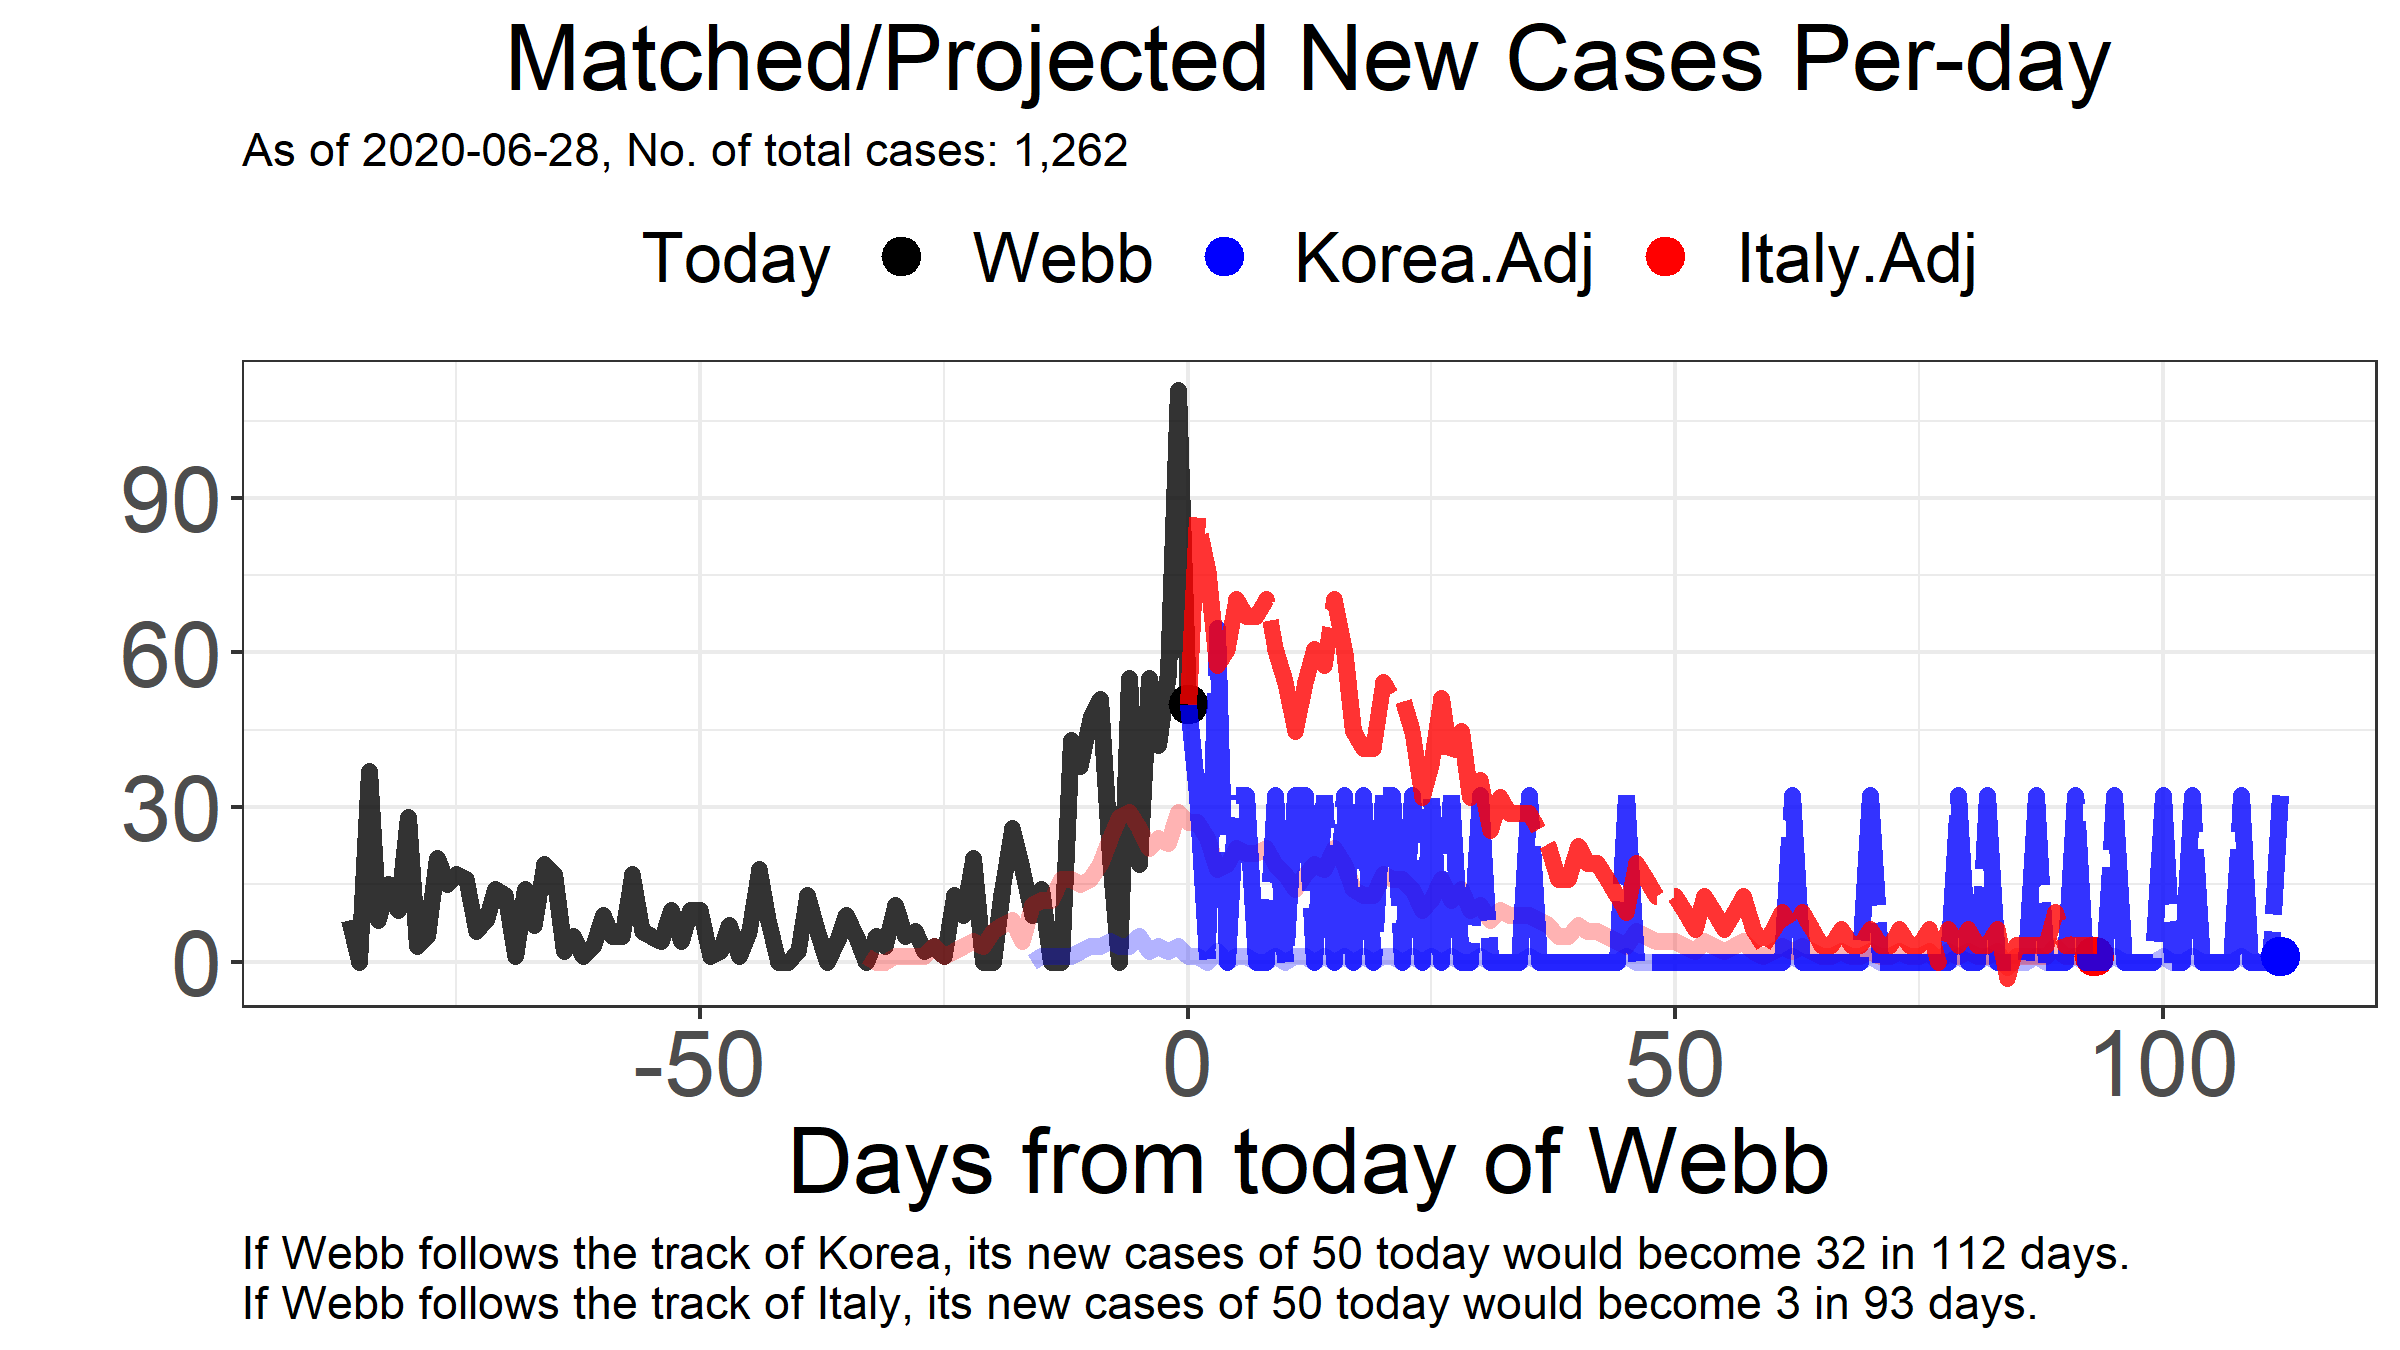 Matched/Projected New Cases Per-day
As of 2020-06-28, No. of total cases: 1,262
Today Webb Korea.Adj Italy.Adj
90
60
30
0
-50 0 50 100
Days from today of Webb
If Webb follows the track of Korea, its new cases of 50 today would become 32 in 112 days.
If Webb follows the track of Italy, its new cases of 50 today would become 3 in 93 days.